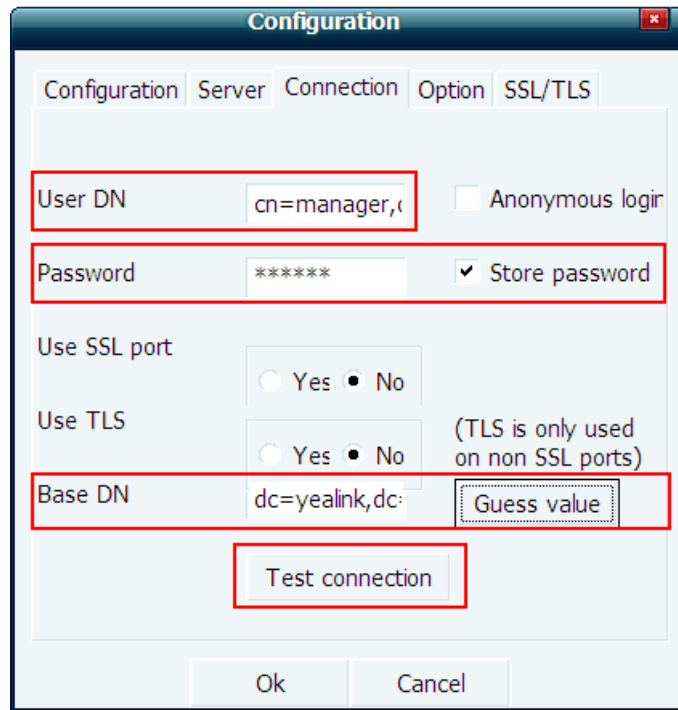 Configuration
Configuration Server Connection Option SSL/TLS
User DN cn=manager, Anonymous login
Password ****** Store password
Use SSL port
Yes No
Use TLS
(TLS is only used
Yes No on non SSL ports)
Base DN dc=yealink,dc= Guess value
Test connection
Ok Cancel